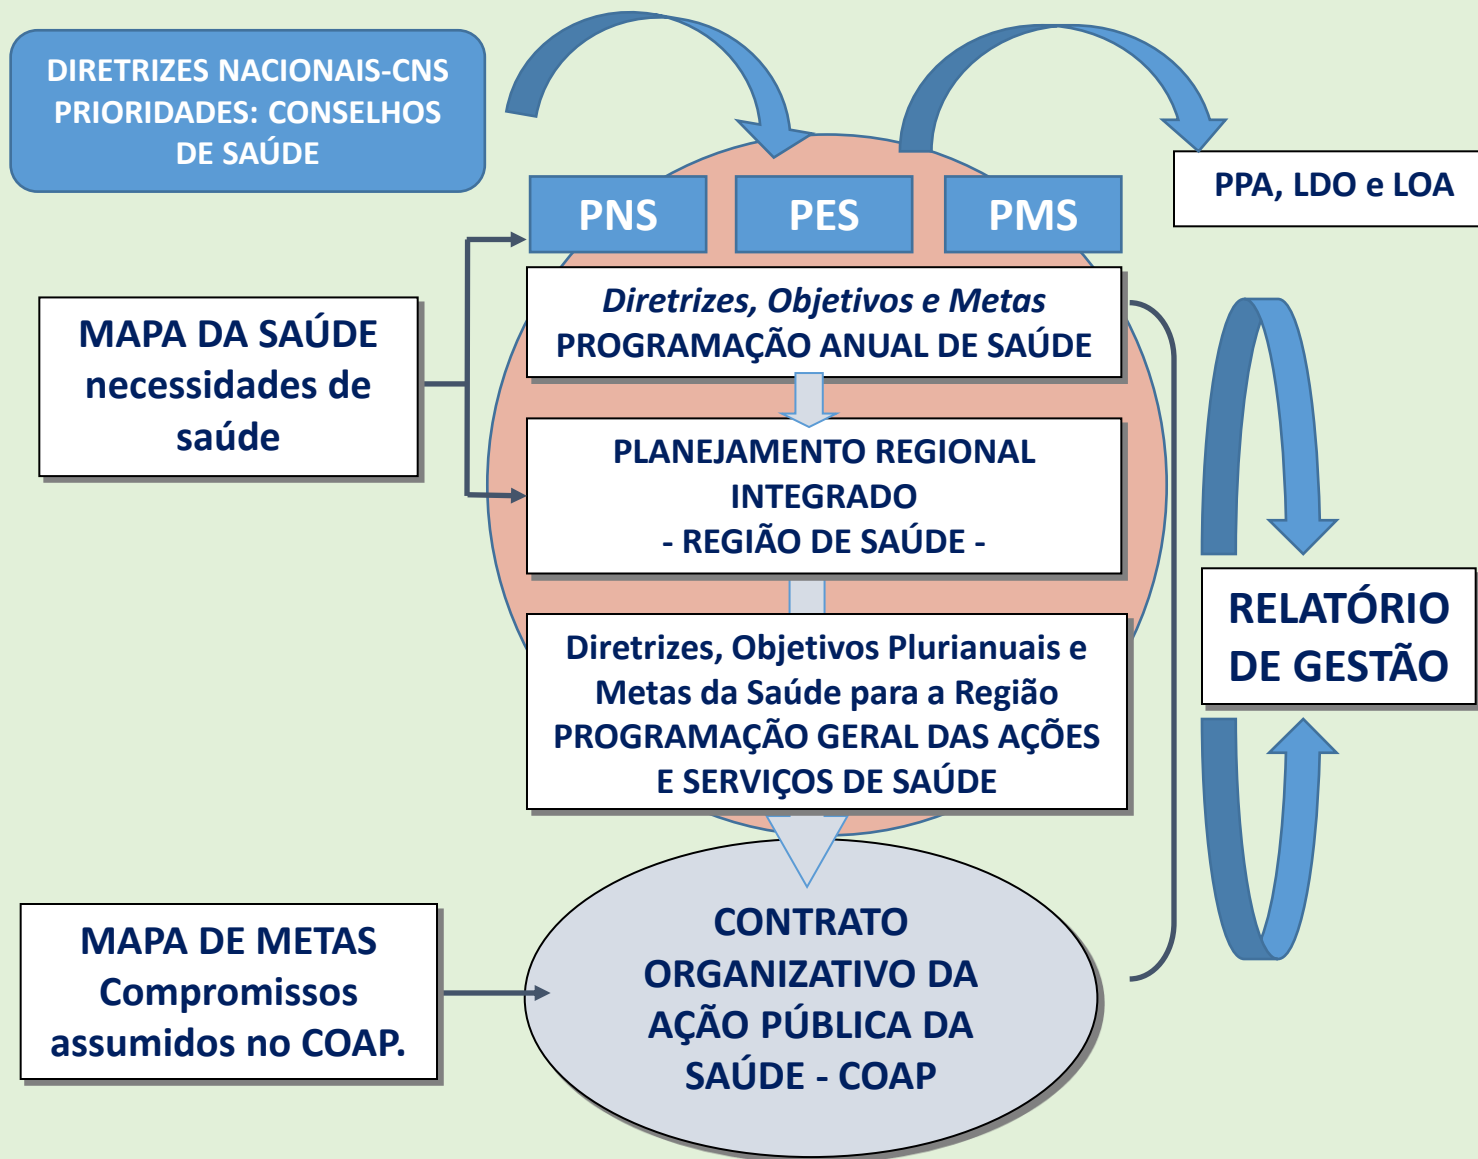 DIRETRIZES NACIONAIS-CNS
PRIORIDADES: CONSELHOS
DE SAÚDE
PPA, LDO e LOA
PNS
PES
PMS
Diretrizes, Objetivos e Metas
PROGRAMAÇÃO ANUAL DE SAÚDE
MAPA DA SAÚDE
necessidades de
saúde
PLANEJAMENTO REGIONAL
INTEGRADO
- REGIÃO DE SAÚDE -
RELATÓRIO
DE GESTÃO
Diretrizes, Objetivos Plurianuais e
Metas da Saúde para a Região
PROGRAMAÇÃO GERAL DAS AÇÕES
E SERVIÇOS DE SAÚDE
MAPA DE METAS
Compromissos
assumidos no COAP.
CONTRATO
ORGANIZATIVO DA
AÇÃO PÚBLICA DA
SAÚDE - COAP